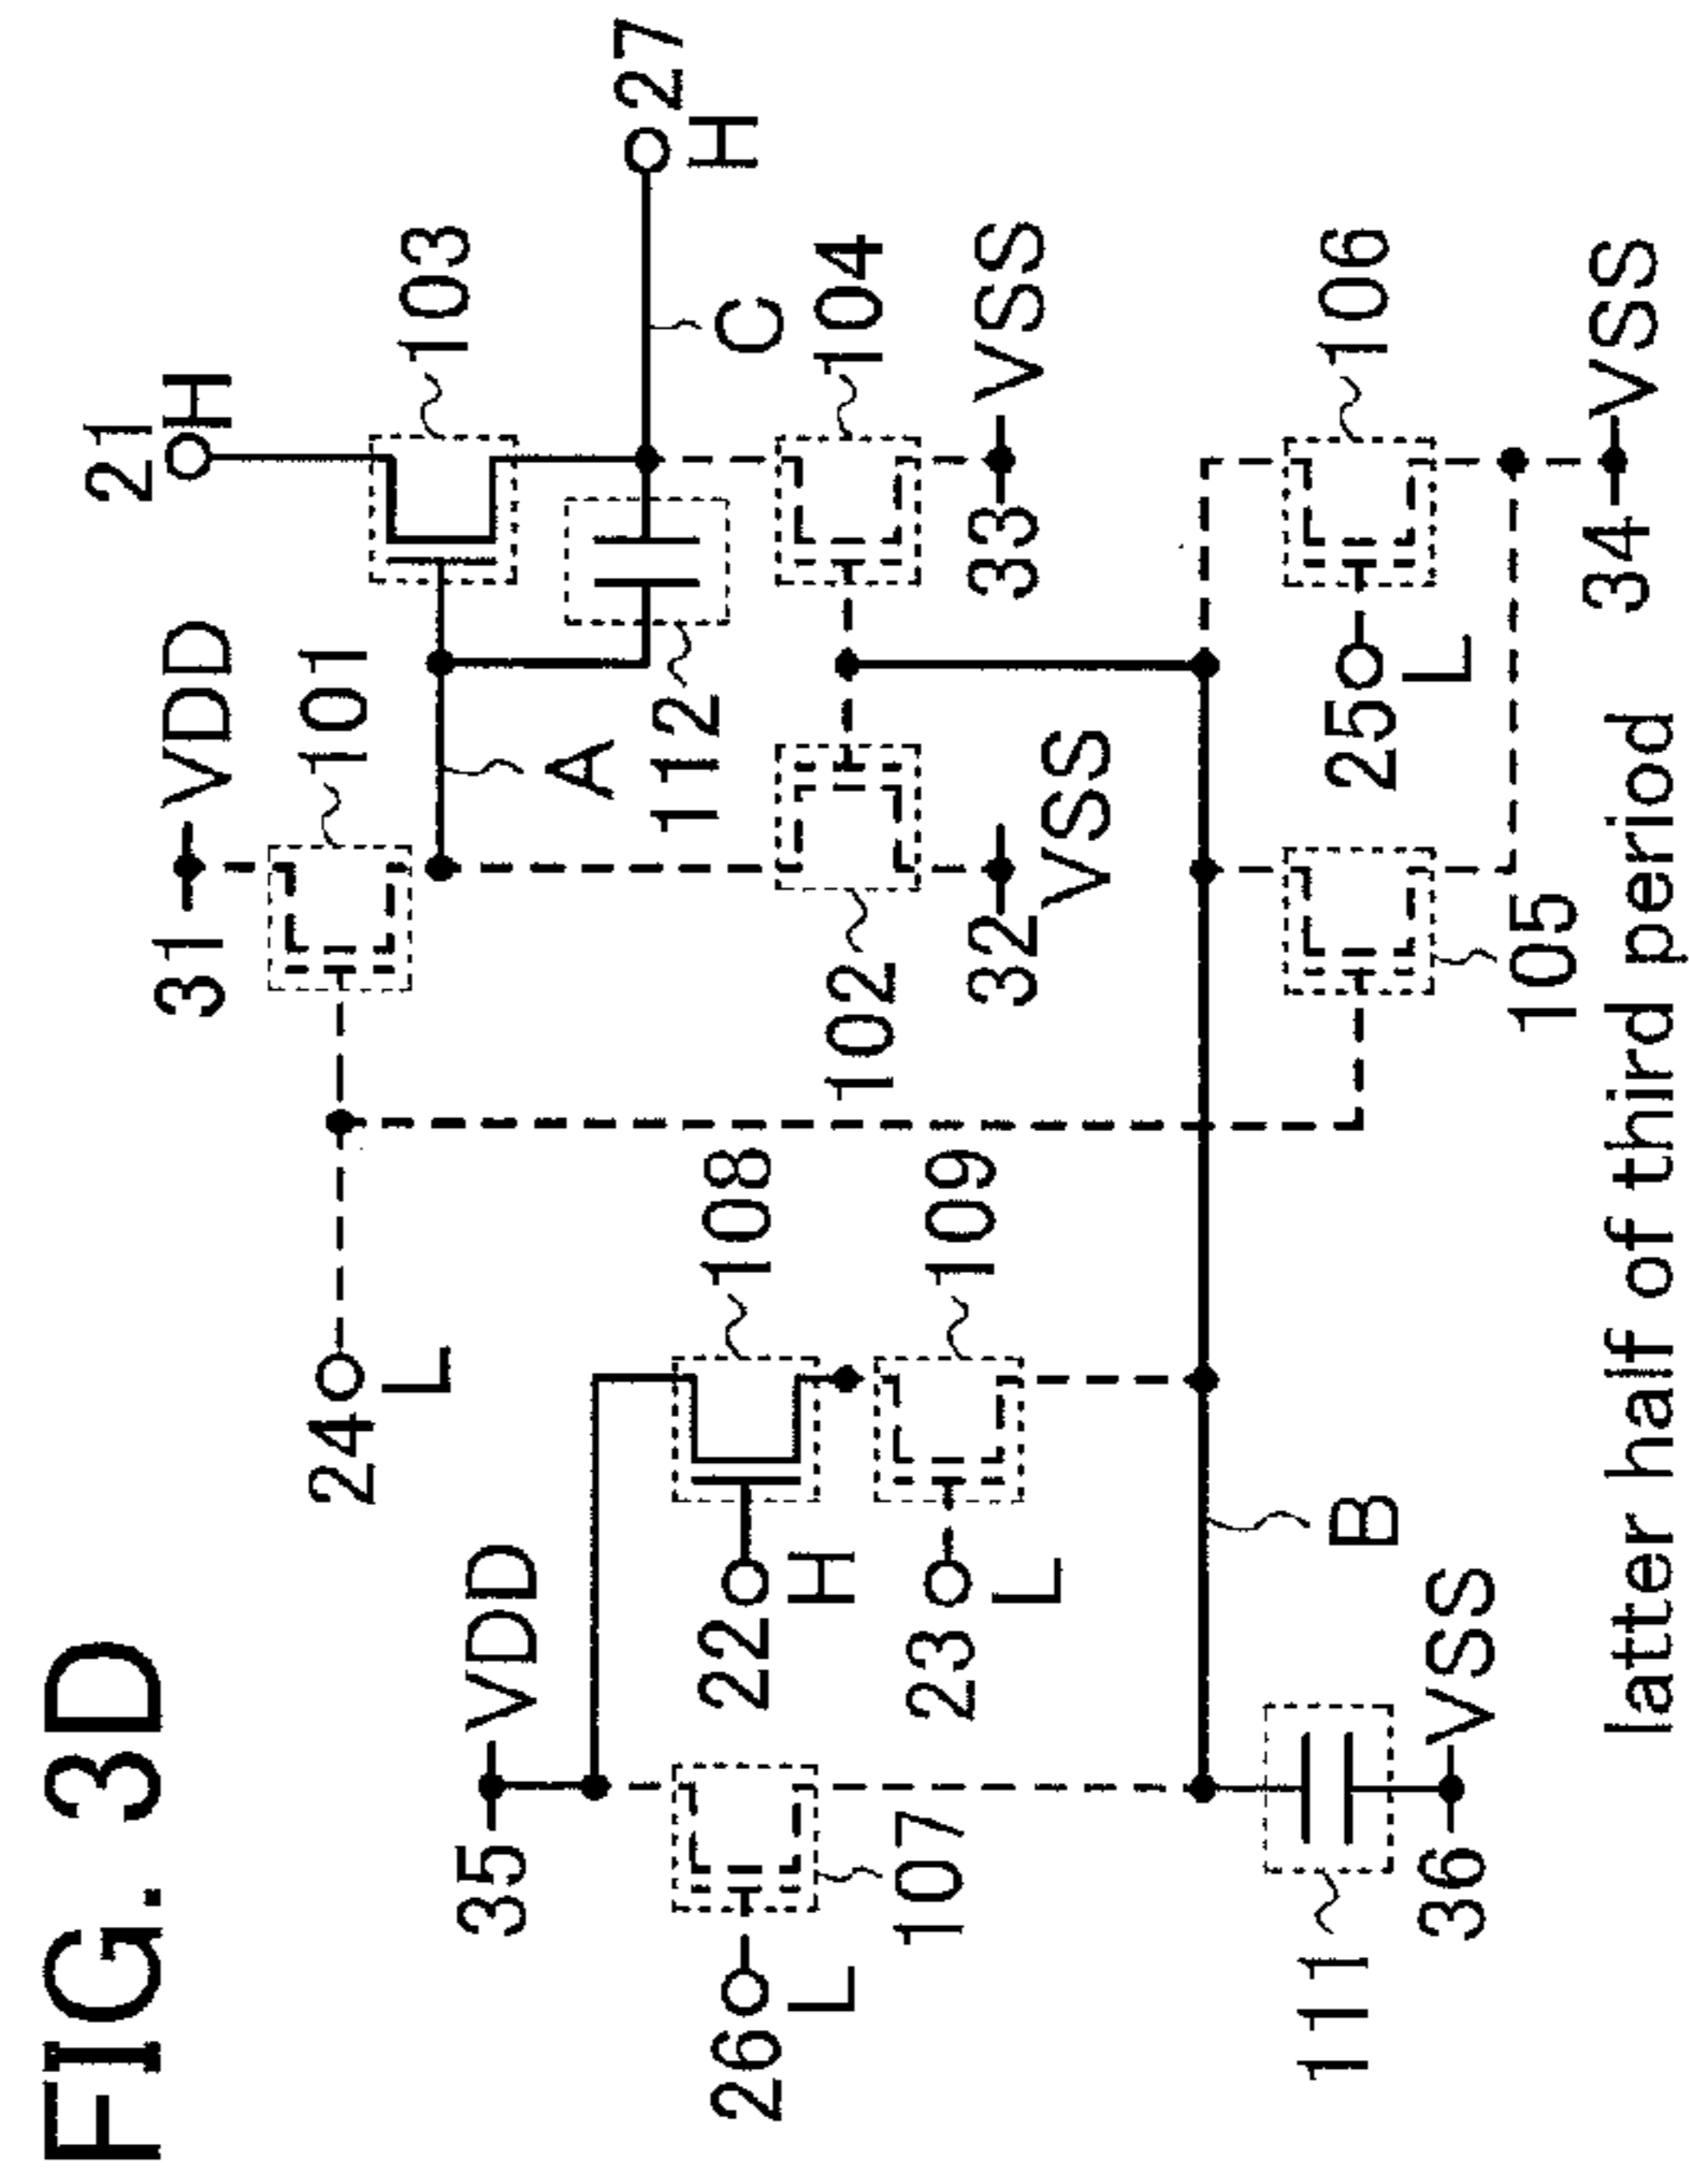 FIG. 3D
31 VDD
21
H
101
103
24
L
A
27
H
35 VDD
112
C
108
26
L
22
H
102
104
107
109
23
L
32
VSS
33 VSS
B
25
L
106
111
36 VSS
105
34 VSS
latter half of third period